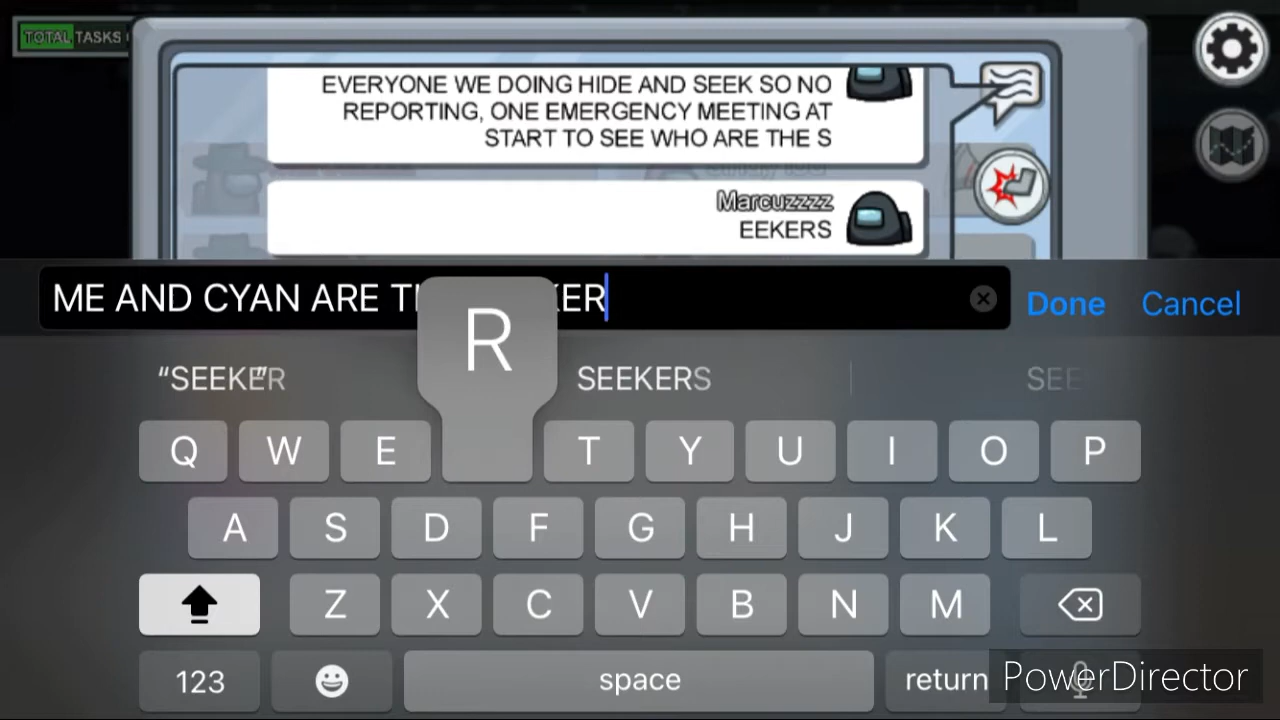 TOTAL TASKS
EVERYONE WE DOING HIDE AND SEEK SO NO
REPORTING, ONE EMERGENCY MEETING AT
START TO SEE WHO ARE THE S
Marcuzzzz
EEKERS
ME AND CYAN ARE T KER
Done
Cancel
R
"SEEKER"
SEEKERS
SEE
Q W E T Y U I O P
A S D F G H J K L
Z X C V B N M
123
space
return
PowerDirector